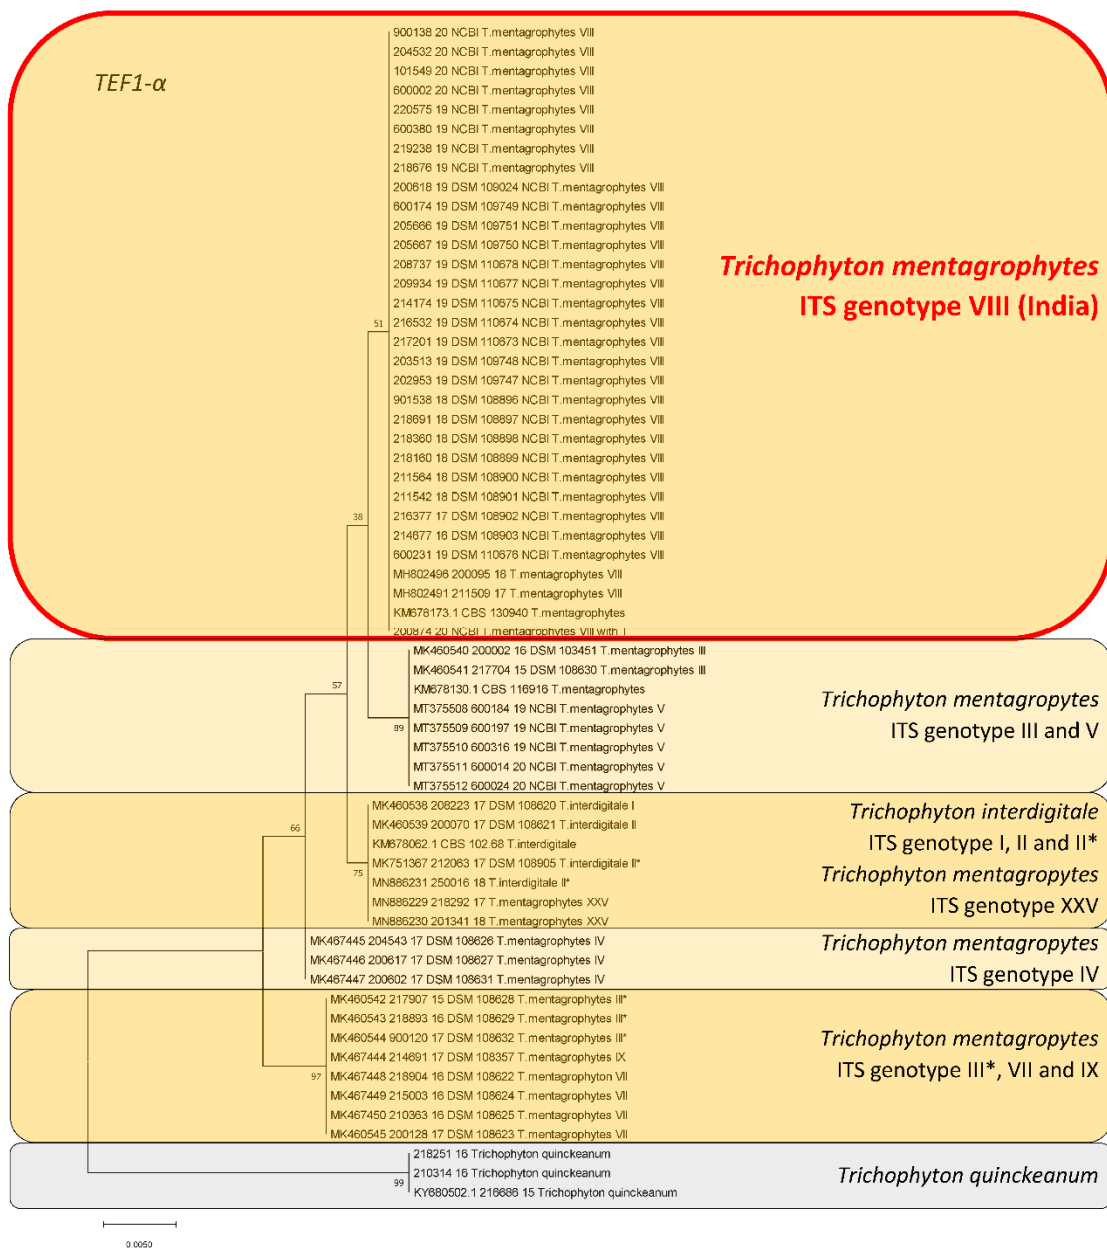 TEF1-α
900138 20 NCBI T.mentagrophytes VIII
204532 20 NCBI T.mentagrophytes VIII
101549 20 NCBI T.mentagrophytes VIII
600002 20 NCBI T.mentagrophytes VIII
220575 19 NCBI T.mentagrophytes VIII
600380 19 NCBI T.mentagrophytes VIII
219238 19 NCBI T.mentagrophytes VIII
218676 19 NCBI T.mentagrophytes VIII
200618 19 DSM 109024 NCBI T.mentagrophytes VIII
600174 19 DSM 109749 NCBI T.mentagrophytes VIII
205666 19 DSM 109751 NCBI T.mentagrophytes VIII
205667 19 DSM 109750 NCBI T.mentagrophytes VIII
208737 19 DSM 110678 NCBI T.mentagrophytes VIII
209934 19 DSM 110677 NCBI T.mentagrophytes VIII
214174 19 DSM 110675 NCBI T.mentagrophytes VIII
216532 19 DSM 110674 NCBI T.mentagrophytes VIII
217201 19 DSM 110673 NCBI T.mentagrophytes VIII
203513 19 DSM 109748 NCBI T.mentagrophytes VIII
202953 19 DSM 109747 NCBI T.mentagrophytes VIII
901538 18 DSM 108896 NCBI T.mentagrophytes VIII
218691 18 DSM 108897 NCBI T.mentagrophytes VIII
218360 18 DSM 108898 NCBI T.mentagrophytes VIII
218160 18 DSM 108899 NCBI T.mentagrophytes VIII
211564 18 DSM 108900 NCBI T.mentagrophytes VIII
211542 18 DSM 108901 NCBI T.mentagrophytes VIII
216377 17 DSM 108902 NCBI T.mentagrophytes VIII
214677 16 DSM 108903 NCBI T.mentagrophytes VIII
600231 19 DSM 110676 NCBI T.mentagrophytes VIII
MH802496 200095 18 T.mentagrophytes VIII
MH802491 211509 17 T.mentagrophytes VIII
KM678173.1 CBS 130940 T.mentagrophytes
200874 20 NCBI T.mentagrophytes VIII with T
Trichophyton mentagrophytes
ITS genotype VIII (India)
51
38
MK460540 200002 16 DSM 103451 T.mentagrophytes III
MK460541 217704 15 DSM 108630 T.mentagrophytes III
KM678130.1 CBS 116916 T.mentagrophytes
MT375508 600184 19 NCBI T.mentagrophytes V
MT375509 600197 19 NCBI T.mentagrophytes V
MT375510 600316 19 NCBI T.mentagrophytes V
MT375511 600014 20 NCBI T.mentagrophytes V
MT375512 600024 20 NCBI T.mentagrophytes V
Trichophyton mentagropytes
ITS genotype III and V
57
89
MK460538 208223 17 DSM 108620 T.interdigitale I
MK460539 200070 17 DSM 108621 T.interdigitale II
KM678062.1 CBS 102.68 T.interdigitale
MK751367 212063 17 DSM 108905 T.interdigitale II*
MN886231 250016 18 T.interdigitale II*
MN886229 218292 17 T.mentagrophytes XXV
MN886230 201341 18 T.mentagrophytes XXV
Trichophyton interdigitale
ITS genotype I, II and II*
Trichophyton mentagropytes
ITS genotype XXV
66
75
MK467445 204543 17 DSM 108626 T.mentagrophytes IV
MK467446 200617 17 DSM 108627 T.mentagrophytes IV
MK467447 200602 17 DSM 108631 T.mentagrophytes IV
Trichophyton mentagropytes
ITS genotype IV
MK460542 217907 15 DSM 108628 T.mentagrophytes III*
MK460543 218893 16 DSM 108629 T.mentagrophytes III*
MK460544 900120 17 DSM 108632 T.mentagrophytes III*
MK467444 214691 17 DSM 108357 T.mentagrophytes IX
MK467448 218904 16 DSM 108622 T.mentagrophyton VII
MK467449 215003 16 DSM 108624 T.mentagrophytes VII
MK467450 210363 16 DSM 108625 T.mentagrophytes VII
MK460545 200128 17 DSM 108623 T.mentagrophytes VII
Trichophyton mentagropytes
ITS genotype III*, VII and IX
97
218251 16 Trichophyton quinckeanum
210314 16 Trichophyton quinckeanum
KY680502.1 216686 15 Trichophyton quinckeanum
Trichophyton quinckeanum
99
0.0050